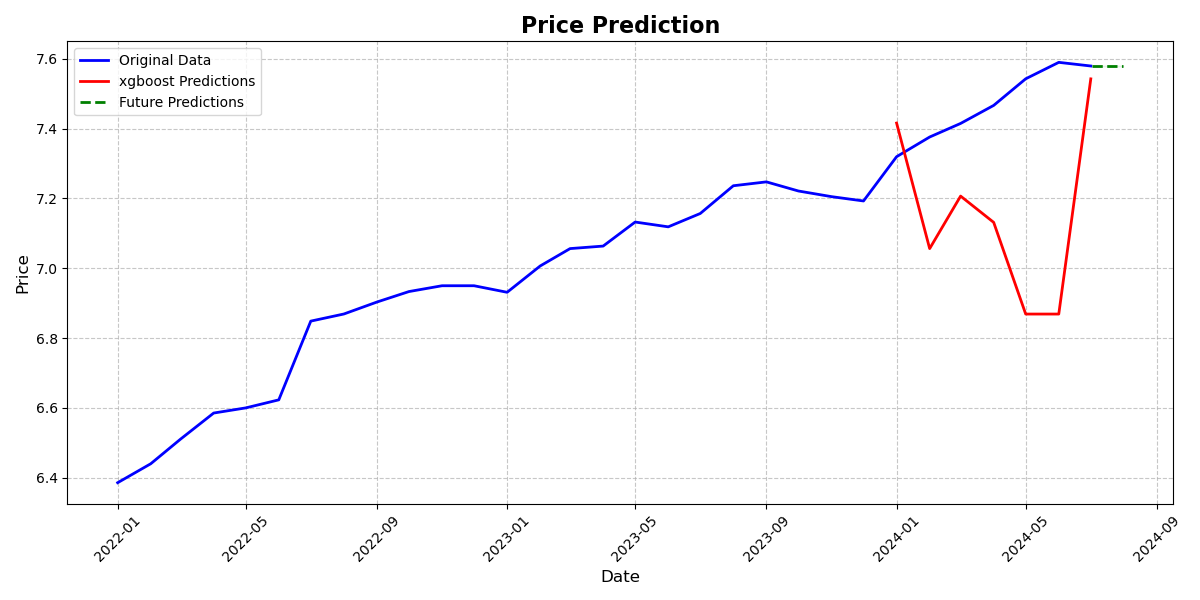 Price Prediction
Original Data
xgboost Predictions
Future Predictions
7.6
7.4
7.2
7.0
6.8
6.6
6.4
Price
2022-01
2022-05
2022-09
2023-01
2023-05
2023-09
2024-01
2024-05
2024-09
Date